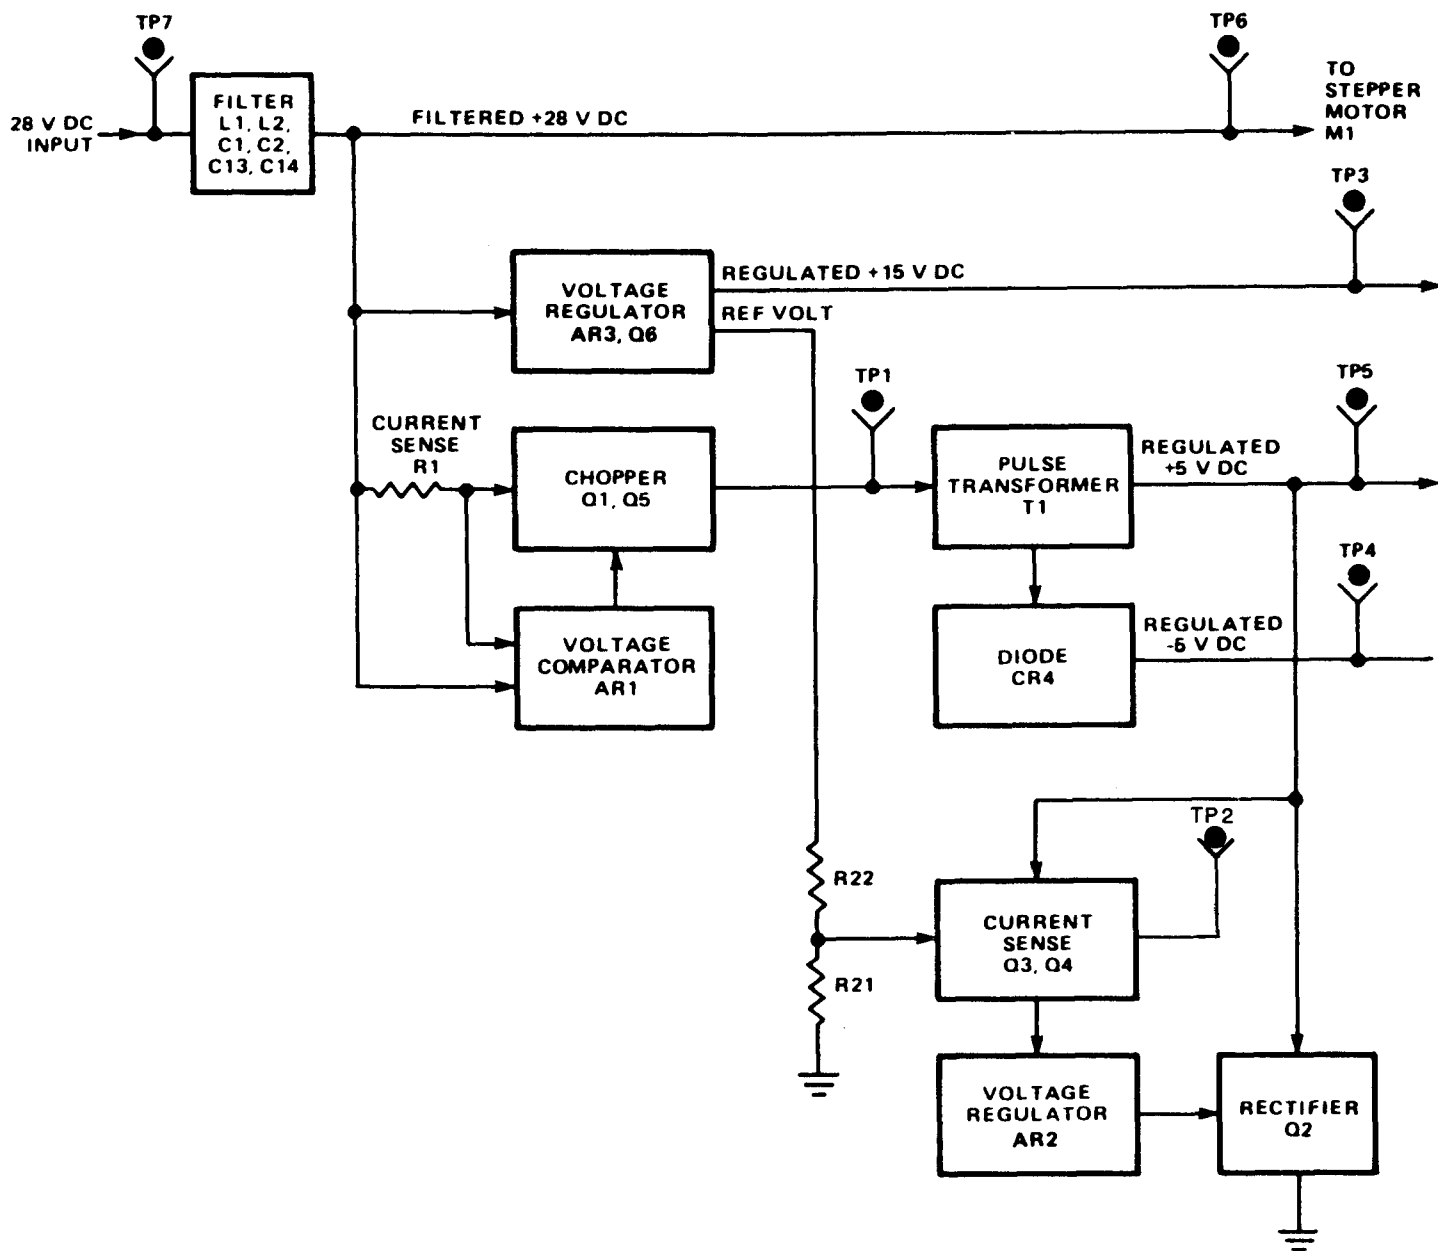 TP7
TP6
28 V DC
INPUT
FILTER
L1, L2,
C1, C2,
C13, C14
FILTERED +28 V DC
TO
STEPPER
MOTOR
M1
TP3
VOLTAGE
REGULATOR
AR3, Q6
REGULATED +15 V DC
REF VOLT
TP1
TP5
CURRENT
SENSE
R1
CHOPPER
Q1, Q5
PULSE
TRANSFORMER
T1
REGULATED
+5 V DC
TP4
VOLTAGE
COMPARATOR
AR1
DIODE
CR4
REGULATED
-5 V DC
TP2
R22
CURRENT
SENSE
Q3, Q4
R21
VOLTAGE
REGULATOR
AR2
RECTIFIER
Q2